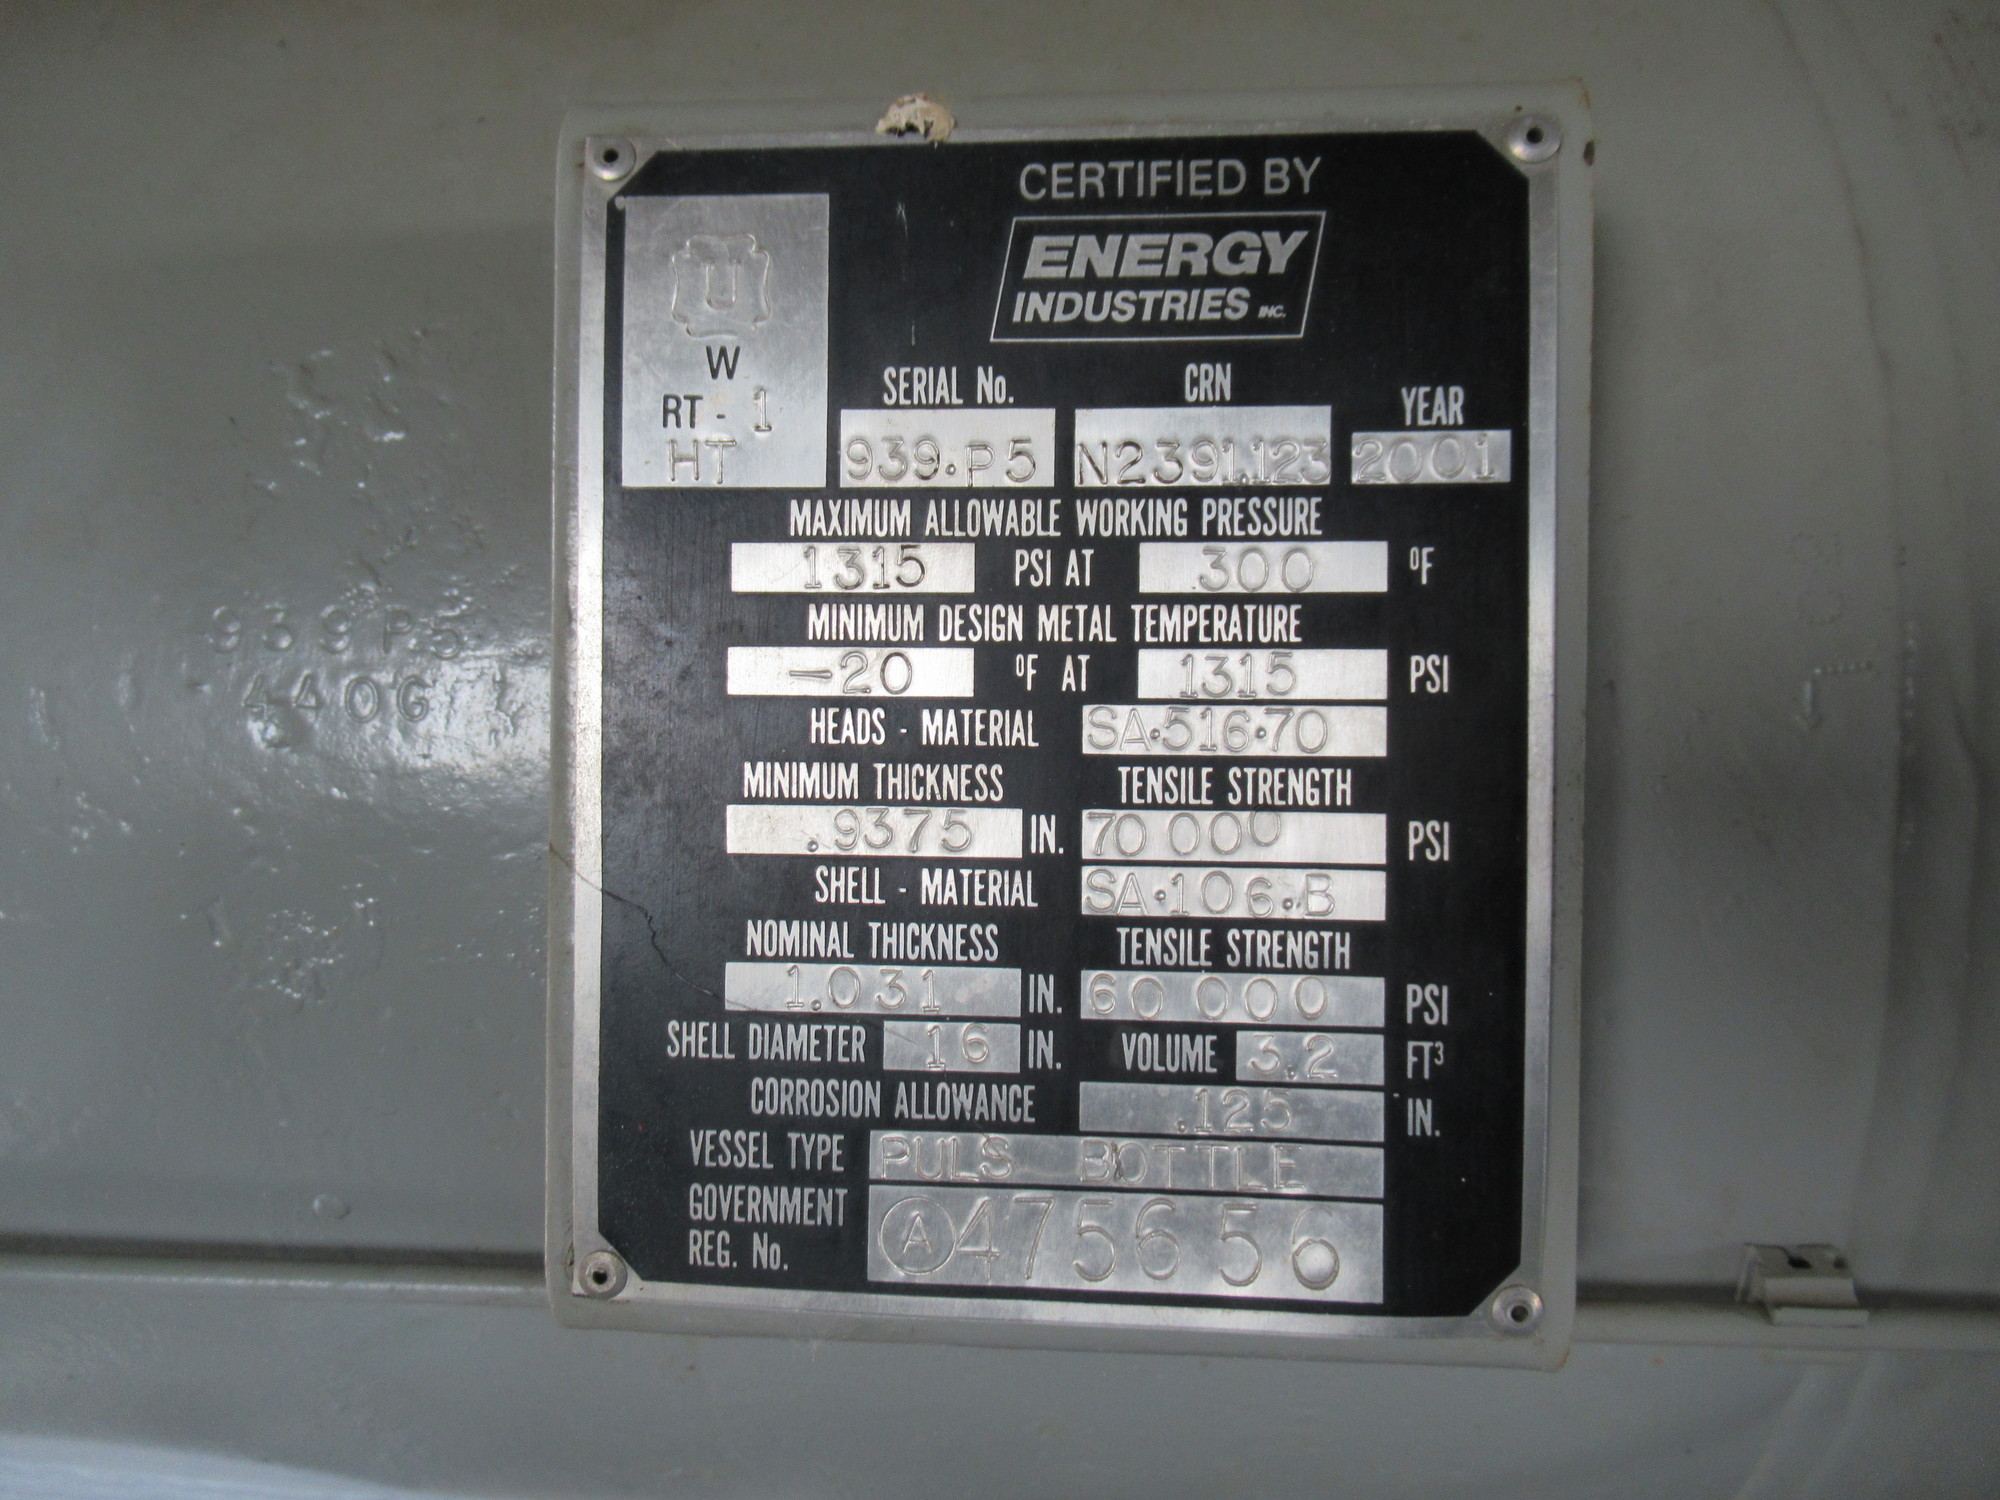 CERTIFIED BY
ENERGY
INDUSTRIES INC.
U
W
RT - 1
HT
SERIAL No. CRN YEAR
939.P5 N2391.123 2001
MAXIMUM ALLOWABLE WORKING PRESSURE
1315 PSI AT 300 °F
MINIMUM DESIGN METAL TEMPERATURE
-20 °F AT 1315 PSI
HEADS - MATERIAL SA.516.70
MINIMUM THICKNESS TENSILE STRENGTH
.9375 IN. 70 000 PSI
SHELL - MATERIAL SA.106.B
NOMINAL THICKNESS TENSILE STRENGTH
1.031 IN. 60 000 PSI
SHELL DIAMETER 16 IN. VOLUME 3.2 FT³
CORROSION ALLOWANCE .125 IN.
VESSEL TYPE PULS BOTTLE
GOVERNMENT REG. No. A 475656
939P5
440G